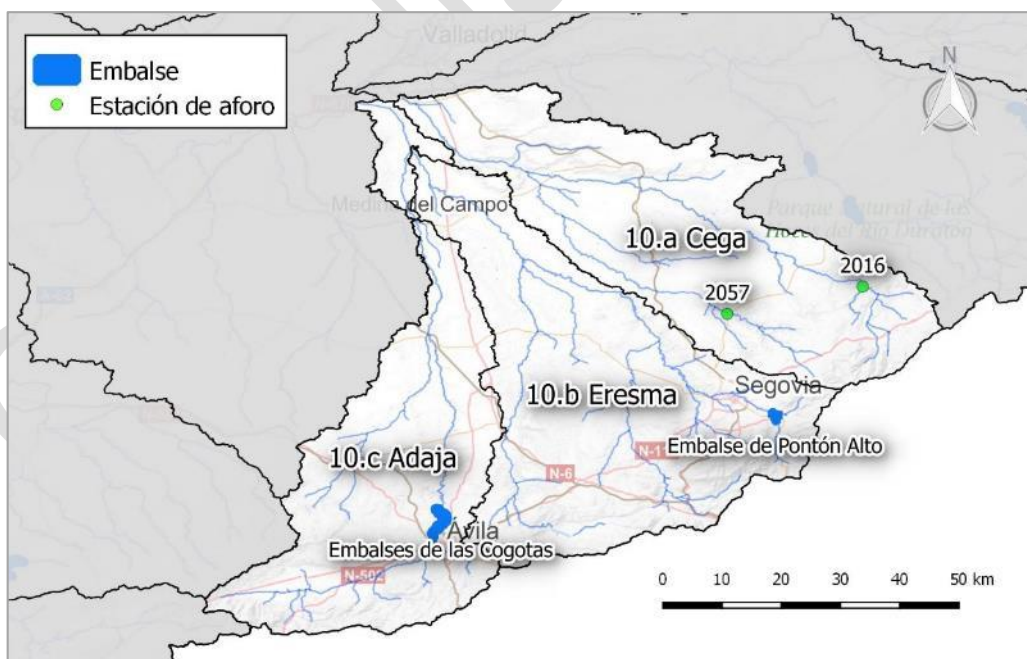 Valladolid
Embalse
Estación de aforo
N
Medina del Campo
Parque Natural de las
Hoces del Río Duratón
10.a Cega
2016
2057
Segovia
10.b Eresma
Embalse de Pontón Alto
N-1
10.c Adaja
N-6
Ávila
Embalses de las Cogotas
N-502
0 10 20 30 40 50 km